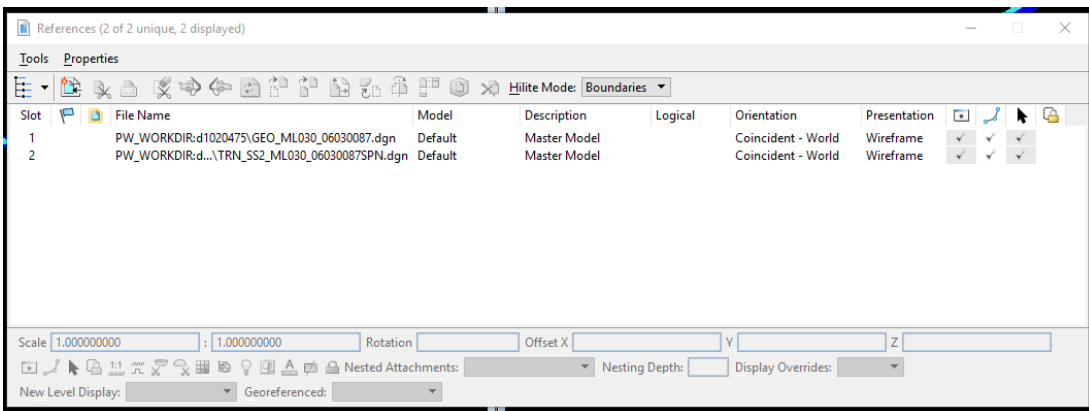 References (2 of 2 unique, 2 displayed)
Tools Properties
Hilite Mode: Boundaries
Slot File Name Model Description Logical Orientation Presentation
1 PW_WORKDIR:d1020475\GEO_ML030_06030087.dgn Default Master Model Coincident - World Wireframe
2 PW_WORKDIR:d...\TRN_SS2_ML030_06030087SPN.dgn Default Master Model Coincident - World Wireframe
Scale 1.000000000 : 1.000000000 Rotation Offset X Y Z
1:1 Nested Attachments: Nesting Depth: Display Overrides:
New Level Display: Georeferenced: